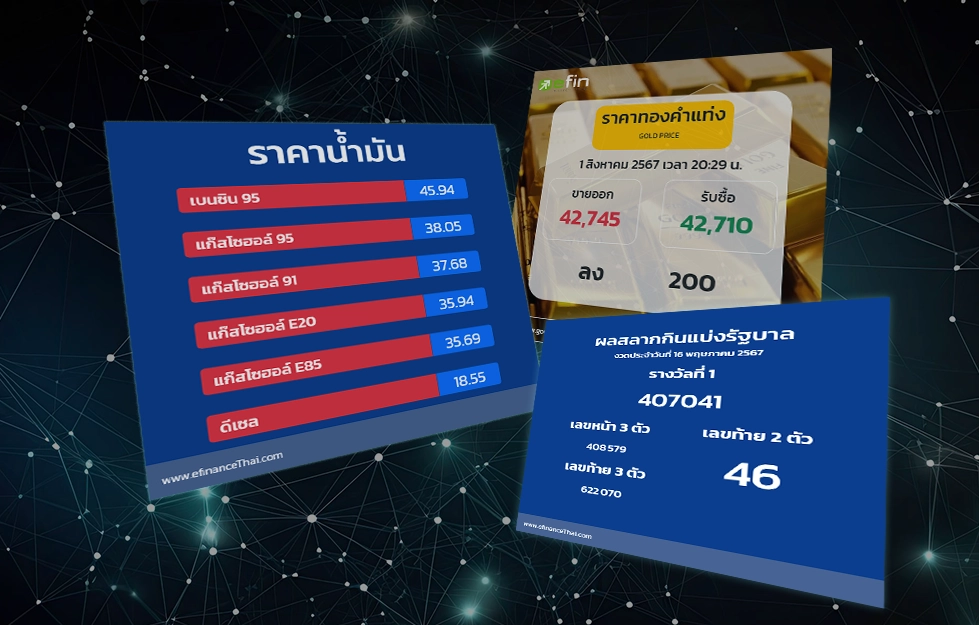 ราคาน้ำมัน
เบนซิน 95 45.94
แก๊สโซฮอล์ 95 38.05
แก๊สโซฮอล์ 91 37.68
แก๊สโซฮอล์ E20 35.94
แก๊สโซฮอล์ E85 35.69
ดีเซล 18.55
www.efinanceThai.com
efin
ราคาทองคำแท่ง
GOLD PRICE
1 สิงหาคม 2567 เวลา 20:29 น.
ขายออก รับซื้อ
42,745 42,710
ลง 200
ผลสลากกินแบ่งรัฐบาล
งวดประจำวันที่ 16 พฤษภาคม 2567
รางวัลที่ 1
407041
เลขหน้า 3 ตัว เลขท้าย 2 ตัว
408 579 46
เลขท้าย 3 ตัว
622 070
www.efinanceThai.com